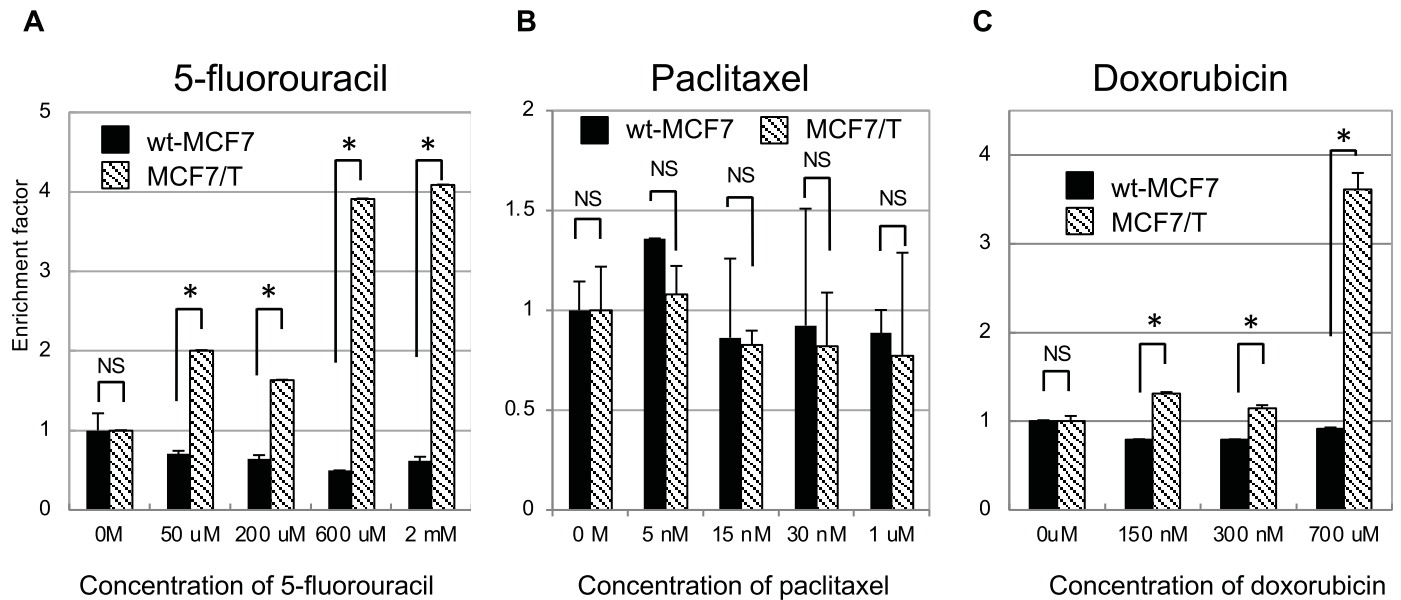 A
5-fluorouracil
Enrichment factor
5
4
3
2
1
0
wt-MCF7
MCF7/T
NS
*
*
*
*
0M
50 uM
200 uM
600 uM
2 mM
Concentration of 5-fluorouracil
B
Paclitaxel
2
1.5
1
0.5
0
wt-MCF7
MCF7/T
NS
NS
NS
NS
NS
0 M
5 nM
15 nM
30 nM
1 uM
Concentration of paclitaxel
C
Doxorubicin
4
3
2
1
0
wt-MCF7
MCF7/T
NS
*
*
*
0uM
150 nM
300 nM
700 uM
Concentration of doxorubicin